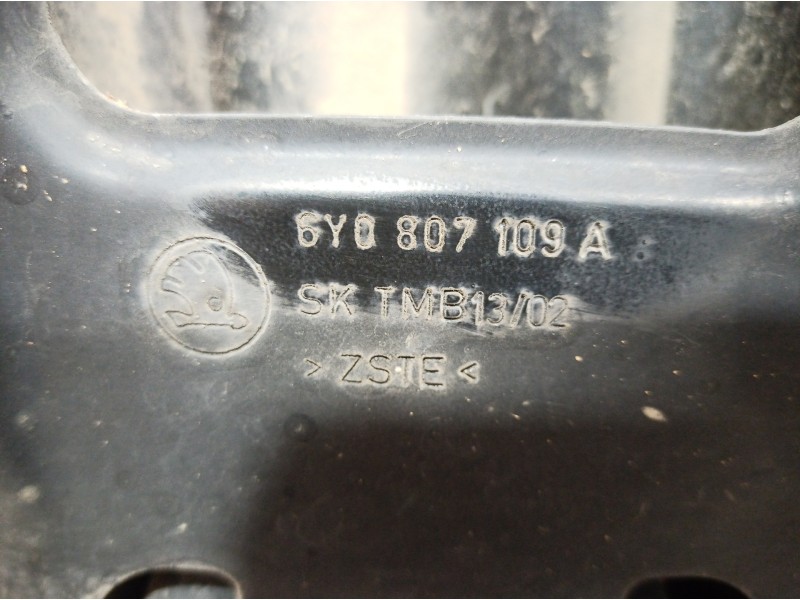 6Y0 807 109 A
SK TMB13/02
> ZSTE <